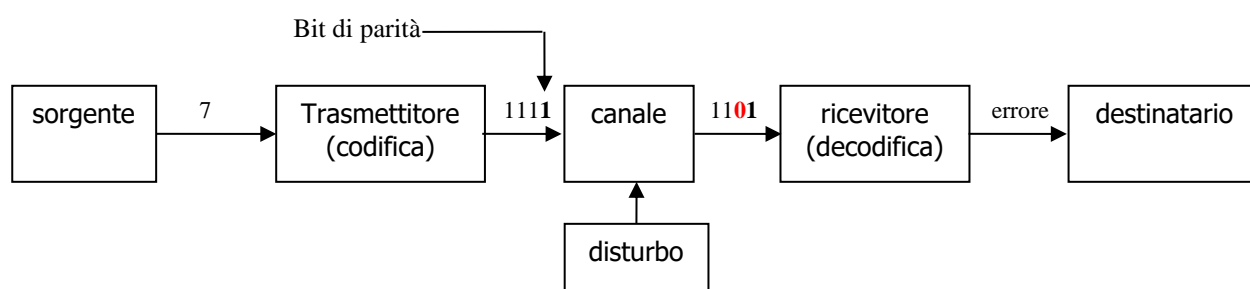 Bit di parità
sorgente
7
Trasmettitore
(codifica)
1111
canale
1101
ricevitore
(decodifica)
errore
destinatario
disturbo